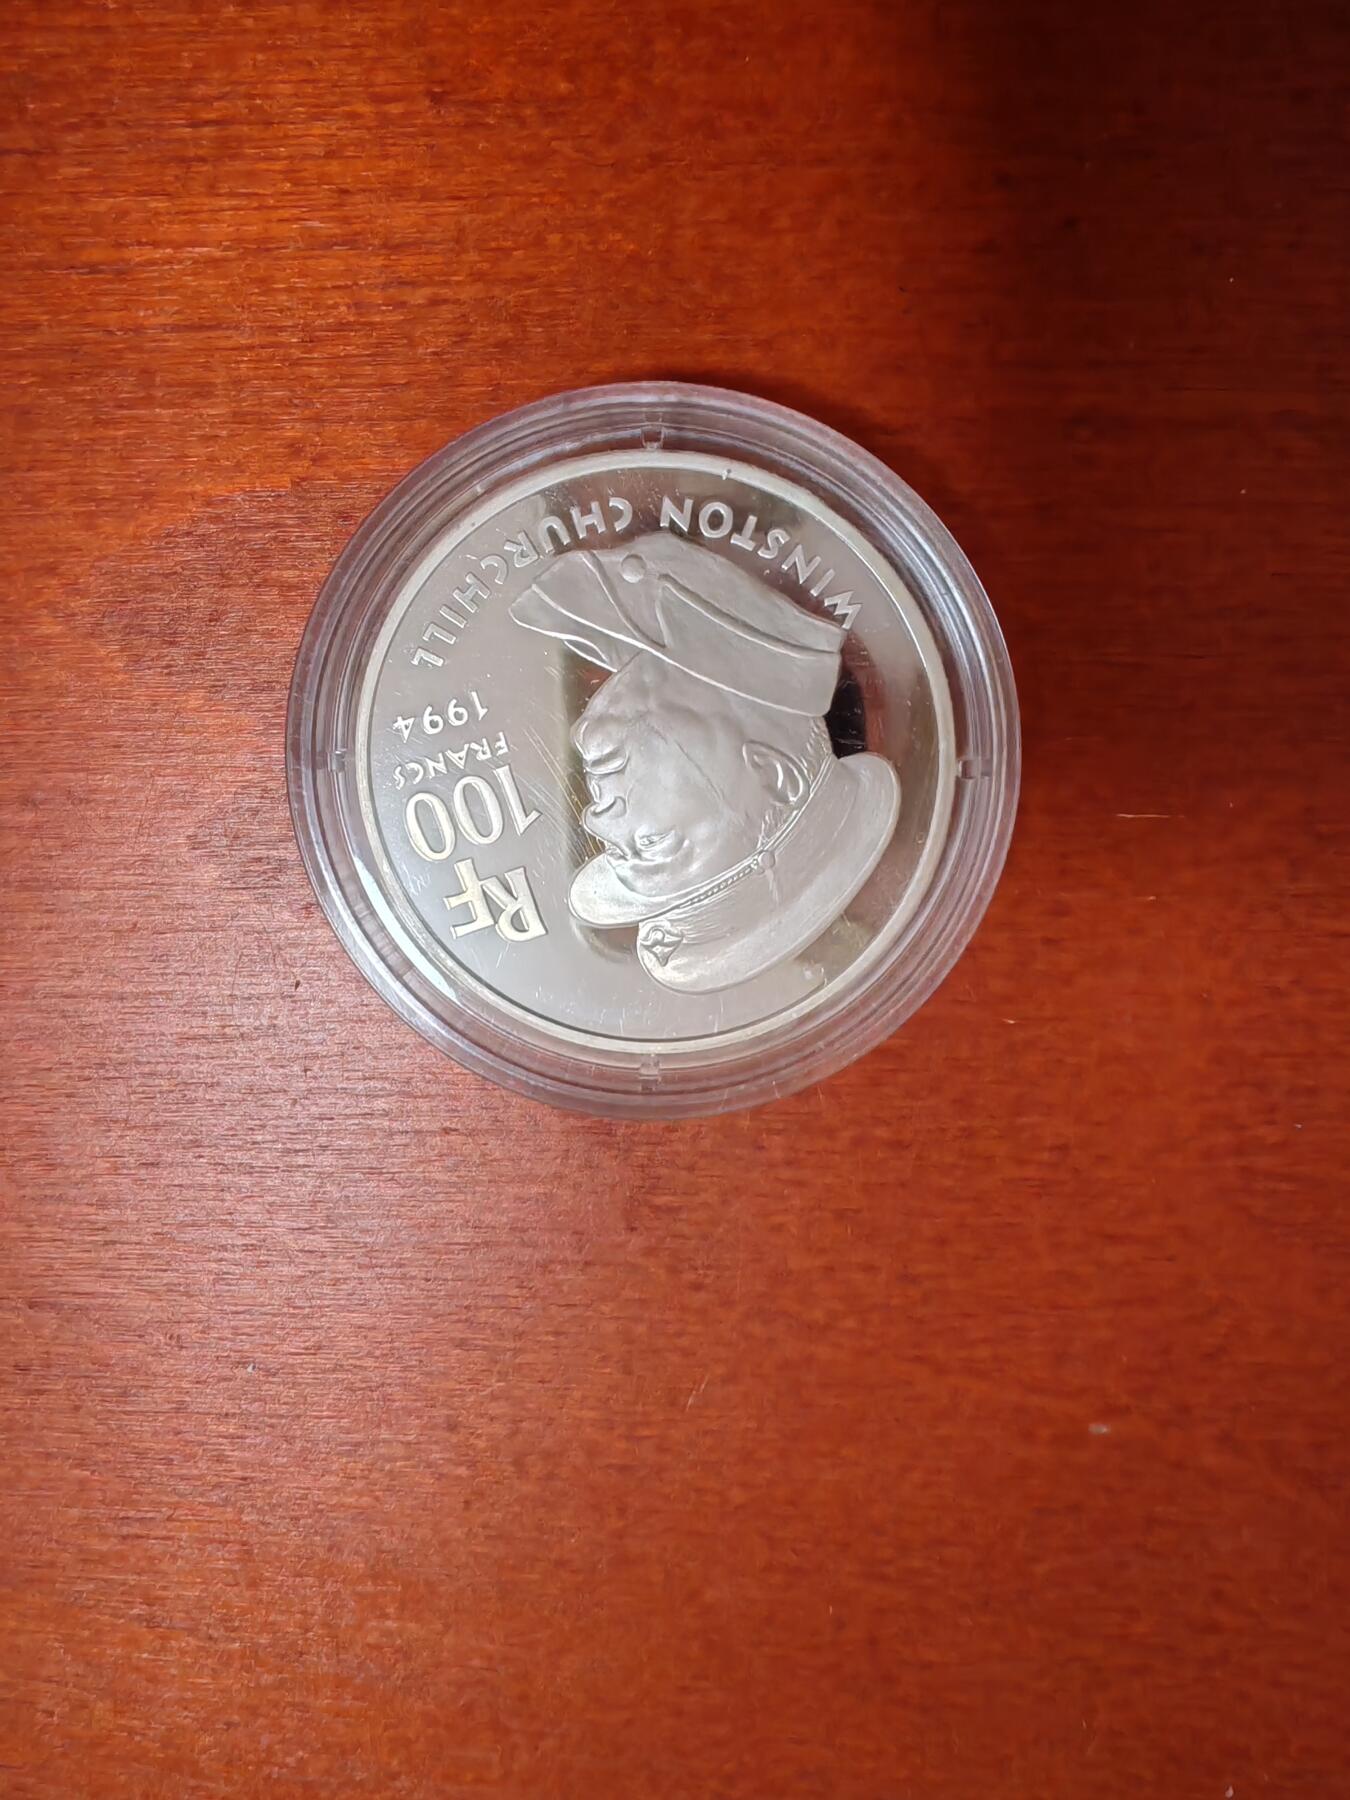 RF
100
FRANCS
1994
WINSTON CHURCHILL